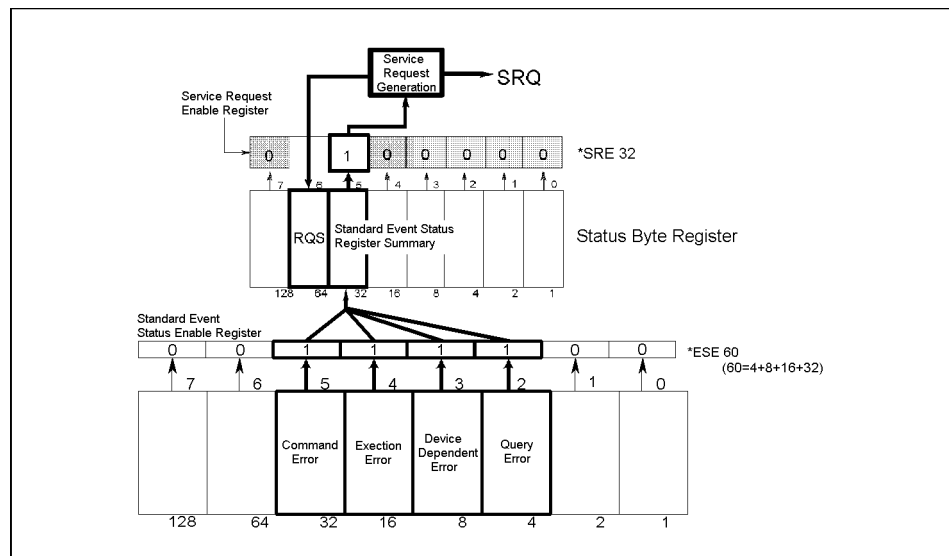 Service
Request
Generation
SRQ
Service Request
Enable Register
0 1 0 0 0 0 0
*SRE 32
7 6 5 4 3 2 1 0
RQS
Standard Event Status
Register Summary
Status Byte Register
128 64 32 16 8 4 2 1
Standard Event
Status Enable Register
0 0 1 1 1 1 0 0
*ESE 60
(60=4+8+16+32)
7 6 5 4 3 2 1 0
Command
Error
Exection
Error
Device
Dependent
Error
Query
Error
128 64 32 16 8 4 2 1